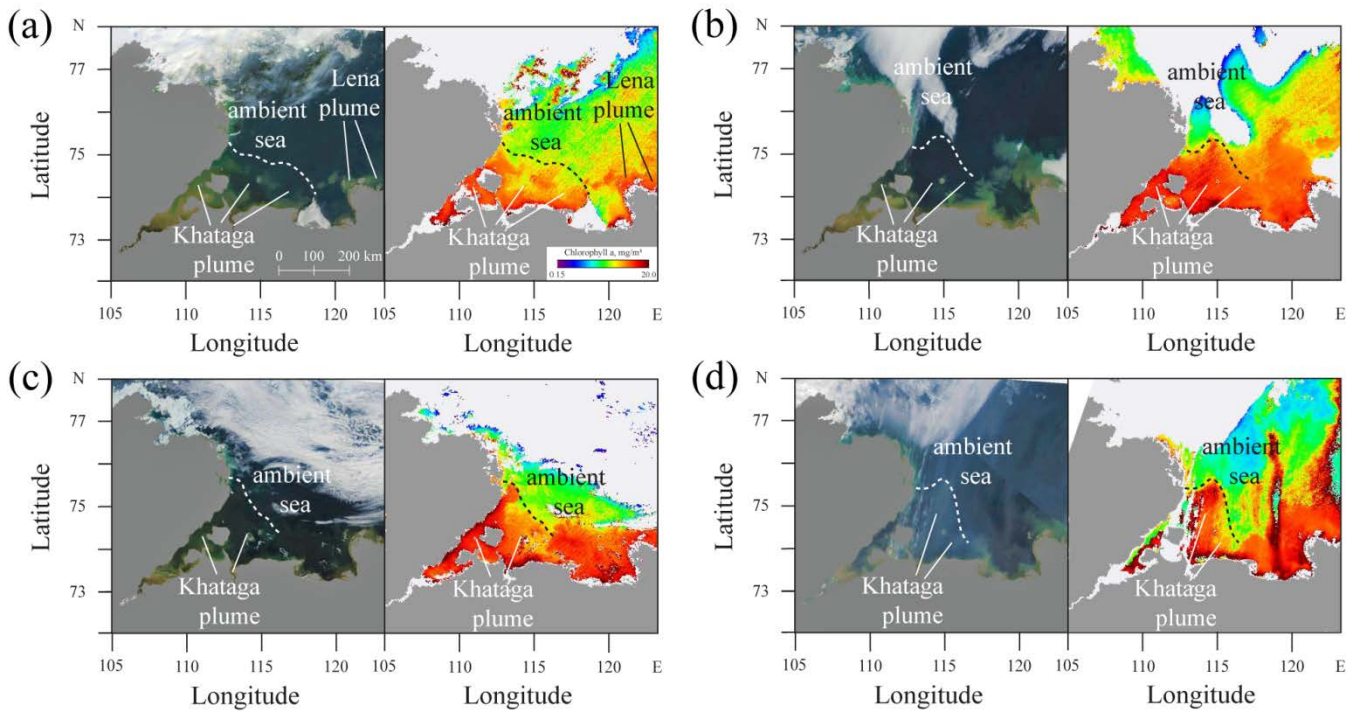 (a)
N
77
75
73
Latitude
ambient
sea
Lena
plume
Khataga
plume
0 100 200 km
105 110 115 120
Longitude
ambient
sea
Lena
plume
Khataga
plume
Chlorophyll a, mg/m³
20.0
105 110 115 120 E
Longitude
(b)
N
77
75
73
Latitude
ambient
sea
Khataga
plume
105 110 115 120
Longitude
ambient
sea
Khataga
plume
105 110 115 120 E
Longitude
(c)
N
77
75
73
Latitude
ambient
sea
Khataga
plume
105 110 115 120
Longitude
ambient
sea
Khataga
plume
105 110 115 120 E
Longitude
(d)
N
77
75
73
Latitude
ambient
sea
Khataga
plume
105 110 115 120
Longitude
ambient
sea
Khataga
plume
105 110 115 120 E
Longitude